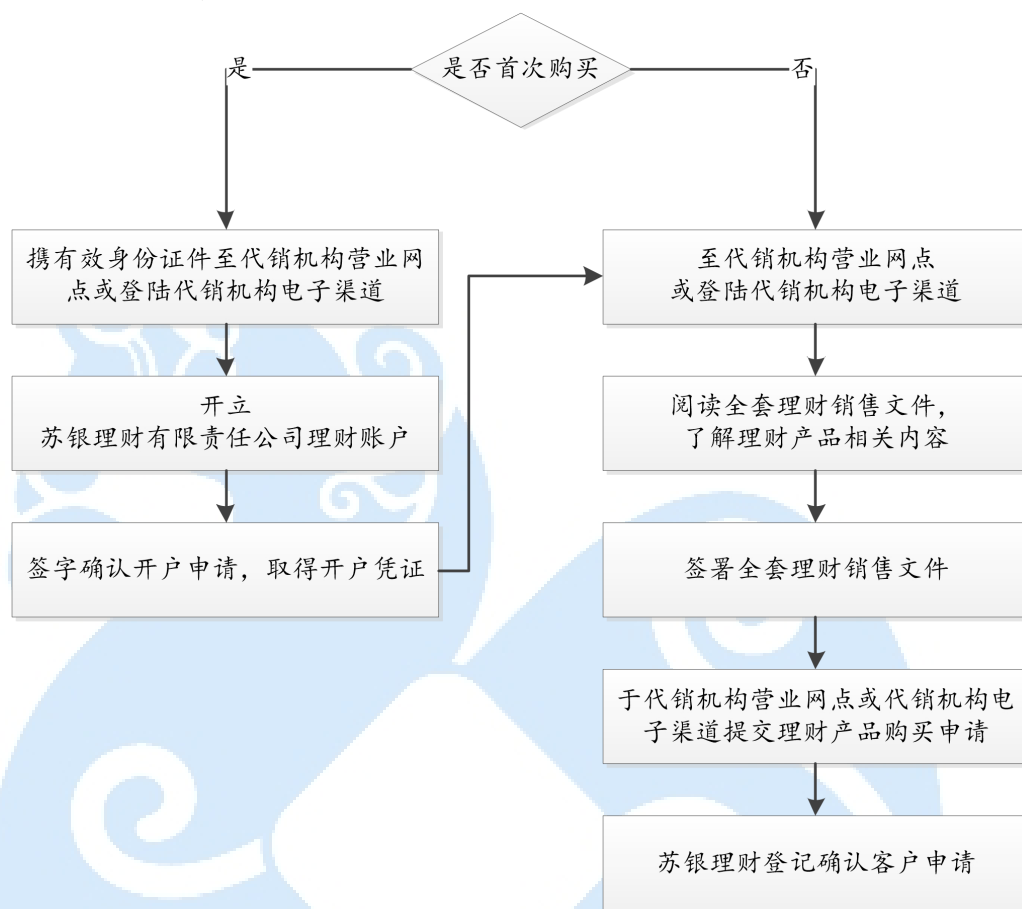 是否首次购买
是
否
携有效身份证件至代销机构营业网
点或登陆代销机构电子渠道
开立
苏银理财有限责任公司理财账户
签字确认开户申请，取得开户凭证
至代销机构营业网点
或登陆代销机构电子渠道
阅读全套理财销售文件，
了解理财产品相关内容
签署全套理财销售文件
于代销机构营业网点或代销机构电
子渠道提交理财产品购买申请
苏银理财登记确认客户申请